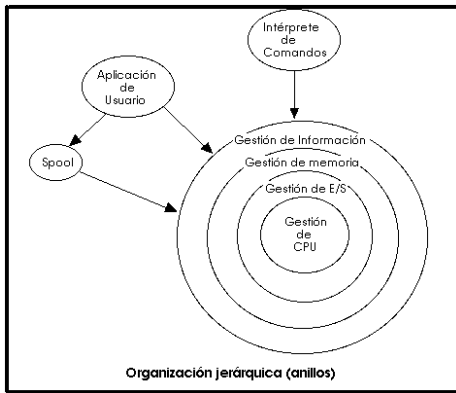 Intérprete
de
Comandos
Aplicación
de
Usuario
Spool
Gestión de Información
Gestión de memoria
Gestión de E/S
Gestión
de
CPU
Organización jerárquica (anillos)